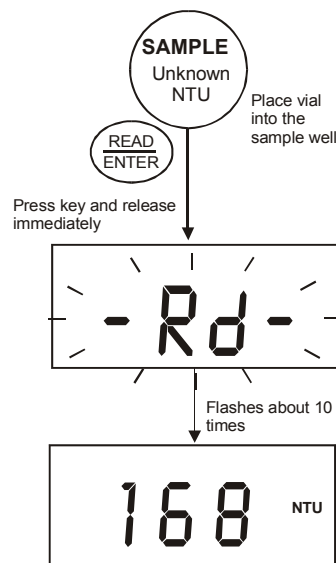 SAMPLE
Unknown
NTU
Place vial
into the
sample well
READ
ENTER
Press key and release
immediately
- Rd -
Flashes about 10
times
168 NTU